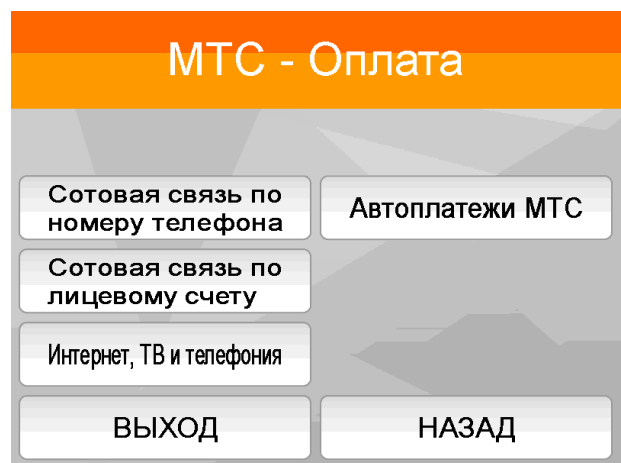 МТС - Оплата
Сотовая связь по
номеру телефона
Автоплатежи МТС
Сотовая связь по
лицевому счету
Интернет, ТВ и телефония
ВЫХОД
НАЗАД